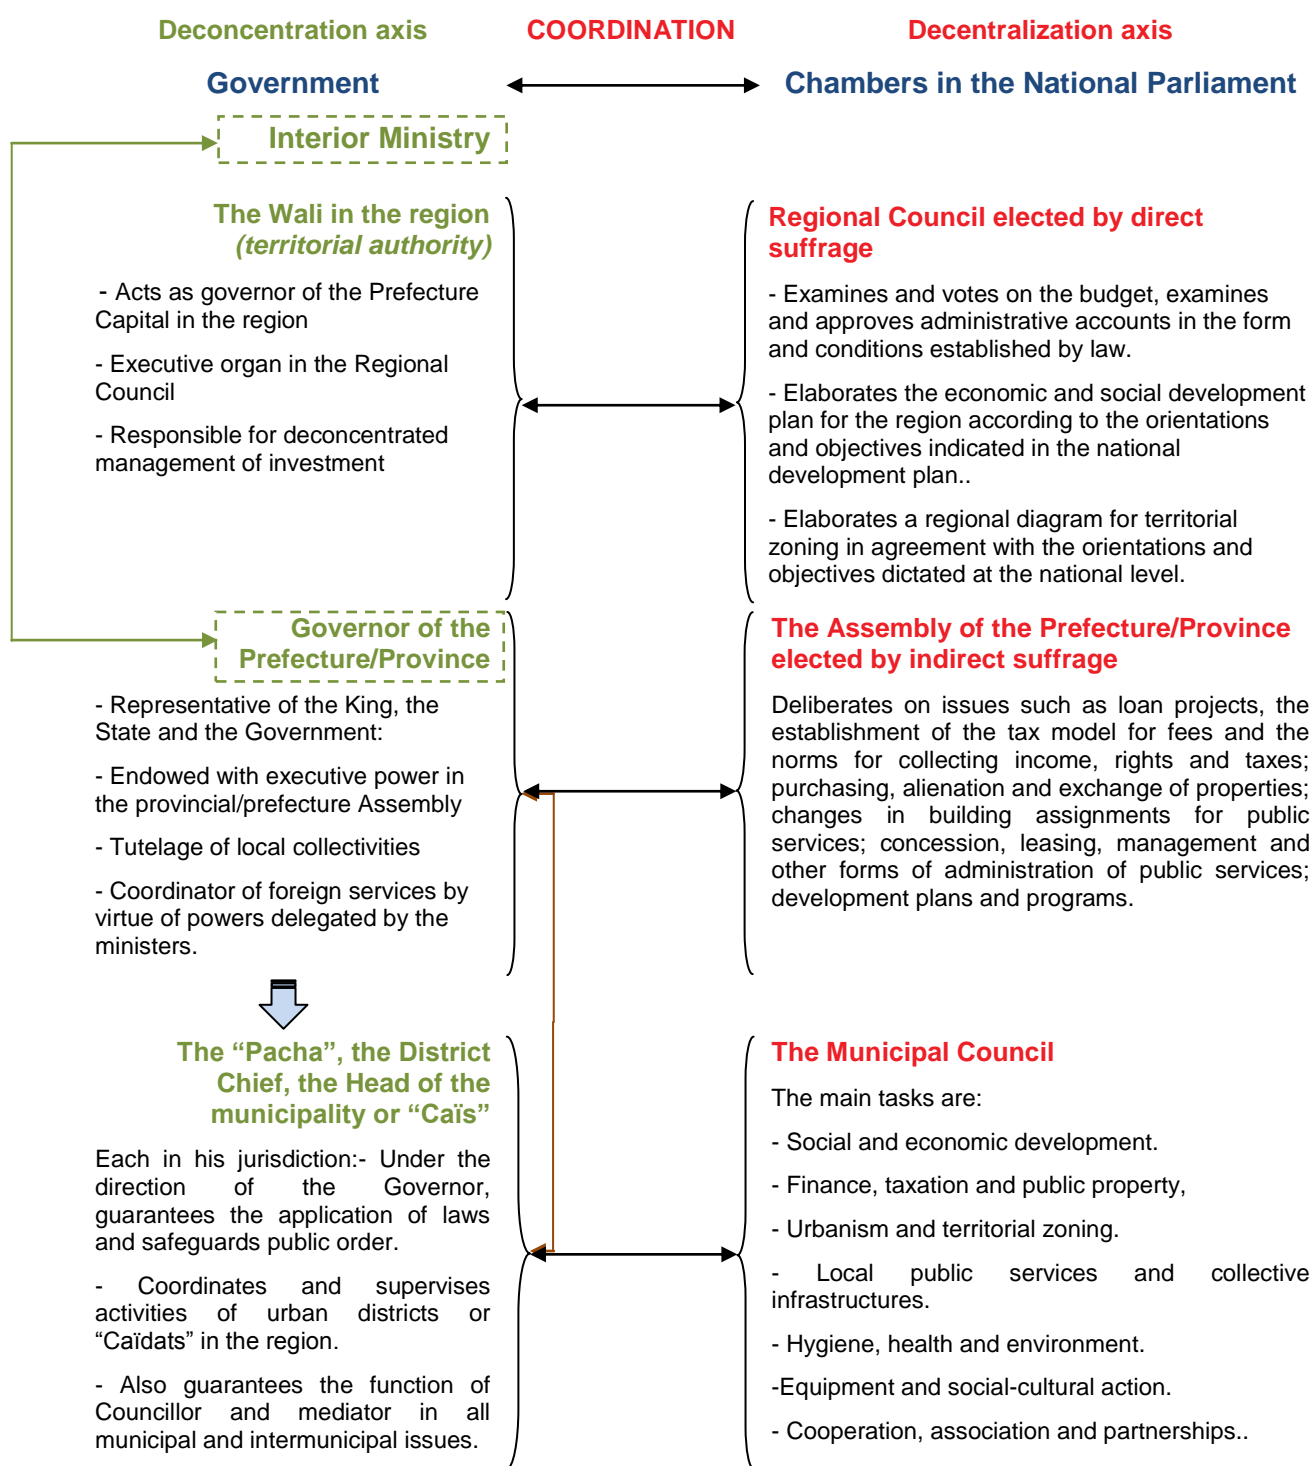 Deconcentration axis
COORDINATION
Decentralization axis
Government
Chambers in the National Parliament
Interior Ministry
The Wali in the region
(territorial authority)
- Acts as governor of the Prefecture
Capital in the region
- Executive organ in the Regional
Council
- Responsible for deconcentrated
management of investment
Regional Council elected by direct
suffrage
- Examines and votes on the budget, examines
and approves administrative accounts in the form
and conditions established by law.
- Elaborates the economic and social development
plan for the region according to the orientations
and objectives indicated in the national
development plan..
- Elaborates a regional diagram for territorial
zoning in agreement with the orientations and
objectives dictated at the national level.
Governor of the
Prefecture/Province
- Representative of the King, the
State and the Government:
- Endowed with executive power in
the provincial/prefecture Assembly
- Tutelage of local collectivities
- Coordinator of foreign services by
virtue of powers delegated by the
ministers.
The Assembly of the Prefecture/Province
elected by indirect suffrage
Deliberates on issues such as loan projects, the
establishment of the tax model for fees and the
norms for collecting income, rights and taxes;
purchasing, alienation and exchange of properties;
changes in building assignments for public
services; concession, leasing, management and
other forms of administration of public services;
development plans and programs.
The “Pacha”, the District
Chief, the Head of the
municipality or “Caïs”
Each in his jurisdiction:- Under the
direction of the Governor,
guarantees the application of laws
and safeguards public order.
- Coordinates and supervises
activities of urban districts or
“Caïdats” in the region.
- Also guarantees the function of
Councillor and mediator in all
municipal and intermunicipal issues.
The Municipal Council
The main tasks are:
- Social and economic development.
- Finance, taxation and public property,
- Urbanism and territorial zoning.
- Local public services and collective
infrastructures.
- Hygiene, health and environment.
-Equipment and social-cultural action.
- Cooperation, association and partnerships..